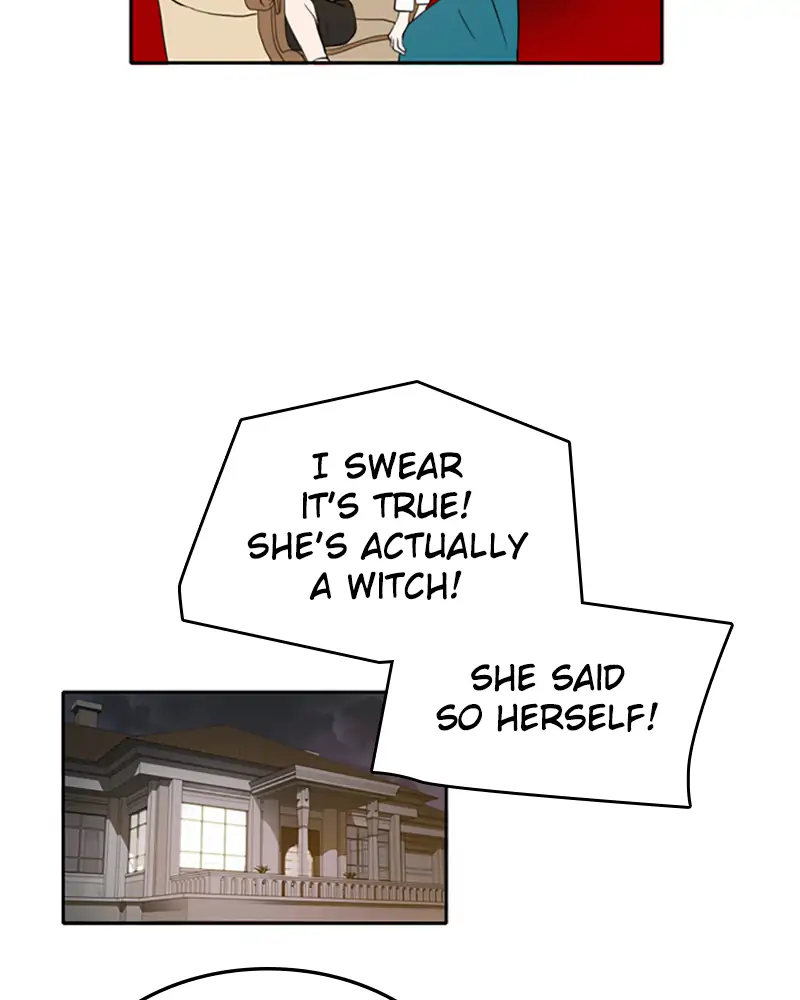 I SWEAR
IT'S TRUE!
SHE'S ACTUALLY
A WITCH!
SHE SAID
SO HERSELF!